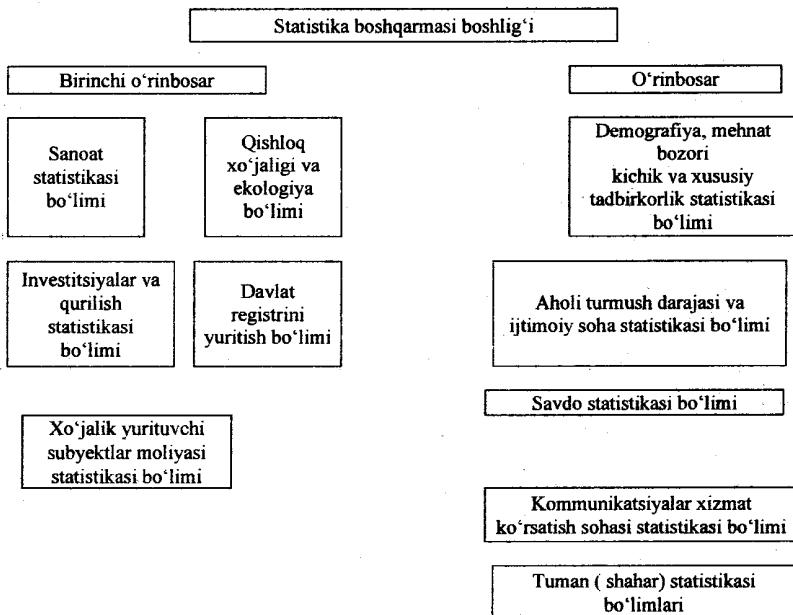 Statistika boshqarmasi boshlig‘i
Birinchi o‘rinbosar
O‘rinbosar
Sanoat
statistikasi
bo‘limi
Qishloq
xo‘jaligi va
ekologiya
bo‘limi
Demografiya, mehnat
bozori
kichik va xususiy
tadbirkorlik statistikasi
bo‘limi
Investitsiyalar va
qurilish
statistikasi
bo‘limi
Davlat
registrini
yuritish bo‘limi
Aholi turmush darajasi va
ijtimoiy soha statistikasi bo‘limi
Savdo statistikasi bo‘limi
Xo‘jalik yurituvchi
subyektlar moliyasi
statistikasi bo‘limi
Kommunikatsiyalar xizmat
ko‘rsatish sohasi statistikasi bo‘limi
Tuman ( shahar) statistikasi
bo‘limlari